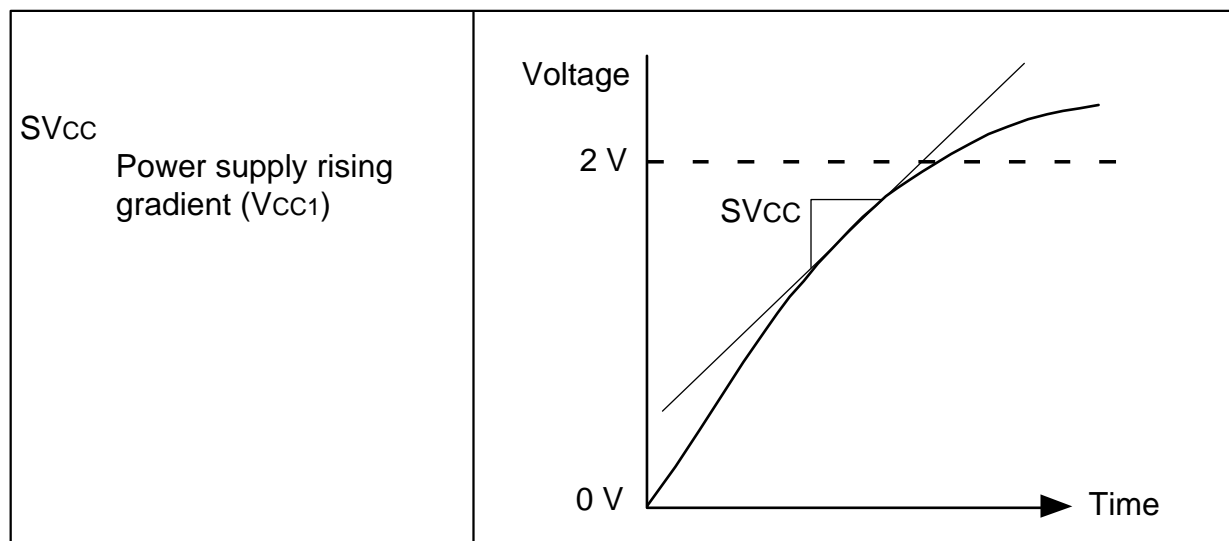 SVCC
Power supply rising
gradient (VCC1)
Voltage
2 V
SVCC
0 V
Time